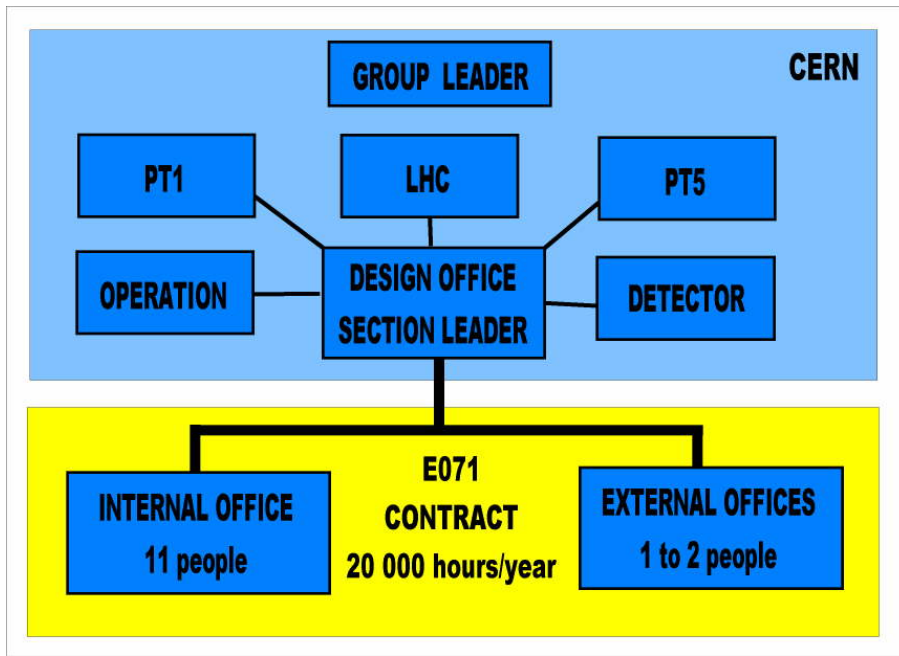 GROUP LEADER
CERN
PT1
LHC
PT5
OPERATION
DESIGN OFFICE
SECTION LEADER
DETECTOR
INTERNAL OFFICE
11 people
E071
CONTRACT
20 000 hours/year
EXTERNAL OFFICES
1 to 2 people